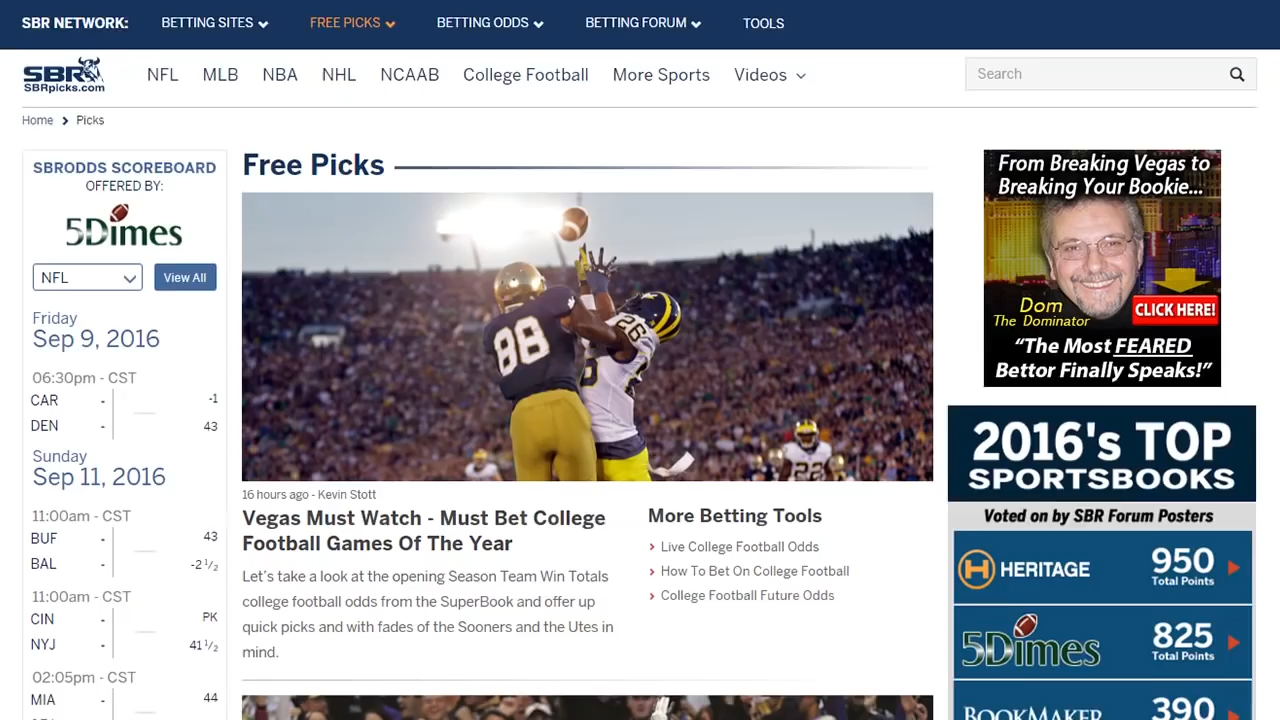 SBR NETWORK: BETTING SITES FREE PICKS BETTING ODDS BETTING FORUM TOOLS
SBR SBRpicks.com NFL MLB NBA NHL NCAAB College Football More Sports Videos Search
Home Picks
SBRODDS SCOREBOARD
OFFERED BY:
5Dimes
NFL View All
Friday
Sep 9, 2016
06:30pm - CST
CAR - -1
DEN - 43
Sunday
Sep 11, 2016
11:00am - CST
BUF - 43
BAL - -2 1/2
11:00am - CST
CIN - PK
NYJ - 41 1/2
02:05pm - CST
MIA - 44
Free Picks
88
26
22
16 hours ago - Kevin Stott
Vegas Must Watch - Must Bet College
Football Games Of The Year
Let's take a look at the opening Season Team Win Totals
college football odds from the SuperBook and offer up
quick picks and with fades of the Sooners and the Utes in
mind.
More Betting Tools
Live College Football Odds
How To Bet On College Football
College Football Future Odds
From Breaking Vegas to
Breaking Your Bookie...
Dom
The Dominator
CLICK HERE!
“The Most FEARED
Bettor Finally Speaks!”
2016's TOP
SPORTSBOOKS
Voted on by SBR Forum Posters
H HERITAGE 950
Total Points
5Dimes 825
Total Points
BOOKMAKER 390